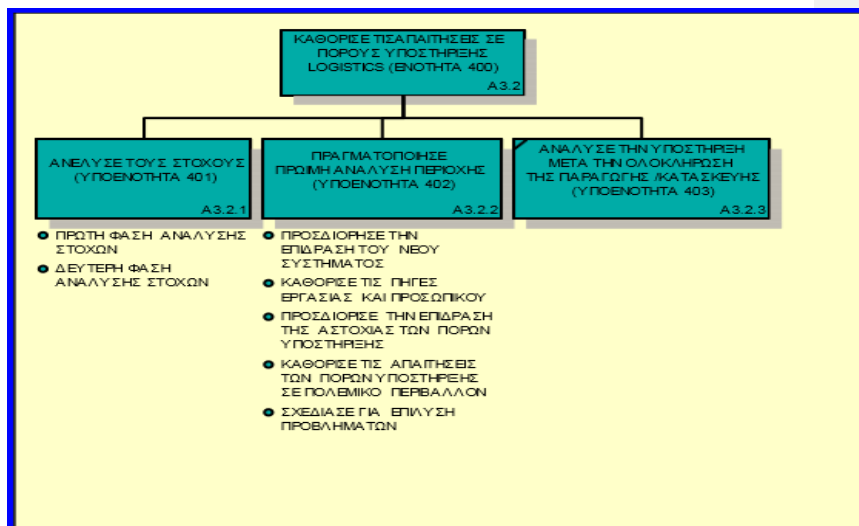 ΚΑΘΟΡΙΣΕ ΤΙΣΑΠΑΙΤΗΣΕΙΣ ΣΕ
ΠΟΡΟΥΣ ΥΠΟΣΤΗΡΙΞΗΣ
LOGISTICS (ΕΝΟΤΗΤΑ 400)
A3.2
ΑΝΕΛΥΣΕ ΤΟΥΣ ΣΤΟΧΟΥΣ
(ΥΠΟΕΝΟΤΗΤΑ 401)
A3.2.1
ΠΡΑΓΜΑΤΟΠΟΙΗΣΕ
ΠΡΩΙΜΗ ΑΝΑΛΥΣΗ ΠΕΡΙΟΧΗΣ
(ΥΠΟΕΝΟΤΗΤΑ 402)
A3.2.2
ΑΝΑΛΥΣΕ ΤΗΝ ΥΠΟΣΤΗΡΙΞΗ
ΜΕΤΑ ΤΗΝ ΟΛΟΚΛΗΡΩΣΗ
ΤΗΣ ΠΑΡΑΓΩΓΗΣ /ΚΑΤΑΣΚΕΥΗΣ
(ΥΠΟΕΝΟΤΗΤΑ 403)
A3.2.3
ΠΡΩΤΗ ΦΑΣΗ ΑΝΑΛΥΣΗΣ
ΣΤΟΧΩΝ
ΔΕΥΤΕΡΗ ΦΑΣΗ
ΑΝΑΛΥΣΗΣ ΣΤΟΧΩΝ
ΠΡΟΣΔΙΟΡΗΣΕ ΤΗΝ
ΕΠΙΔΡΑΣΗ ΤΟΥ ΝΕΟΥ
ΣΥΣΤΗΜΑΤΟΣ
ΚΑΘΟΡΙΣΕ ΤΙΣ ΠΗΓΕΣ
ΕΡΓΑΣΙΑΣ ΚΑΙ ΠΡΟΣΩΠΙΚΟΥ
ΠΡΟΣΔΙΟΡΙΣΕ ΤΗΝ ΕΠΙΔΡΑΣΗ
ΤΗΣ ΑΣΤΟΧΙΑΣ ΤΩΝ ΠΟΡΩΝ
ΥΠΟΣΤΗΡΙΞΗΣ
ΚΑΘΟΡΙΣΕ ΤΙΣ ΑΠΑΙΤΗΣΕΙΣ
ΤΩΝ ΠΟΡΩΝ ΥΠΟΣΤΗΡΕΞΗΣ
ΣΕ ΠΟΛΕΜΙΚΟ ΠΕΡΙΒΑΛΛΟΝ
ΣΧΕΔΙΑΣΕ ΓΙΑ ΕΠΙΛΥΣΗ
ΠΡΟΒΛΗΜΑΤΩΝ